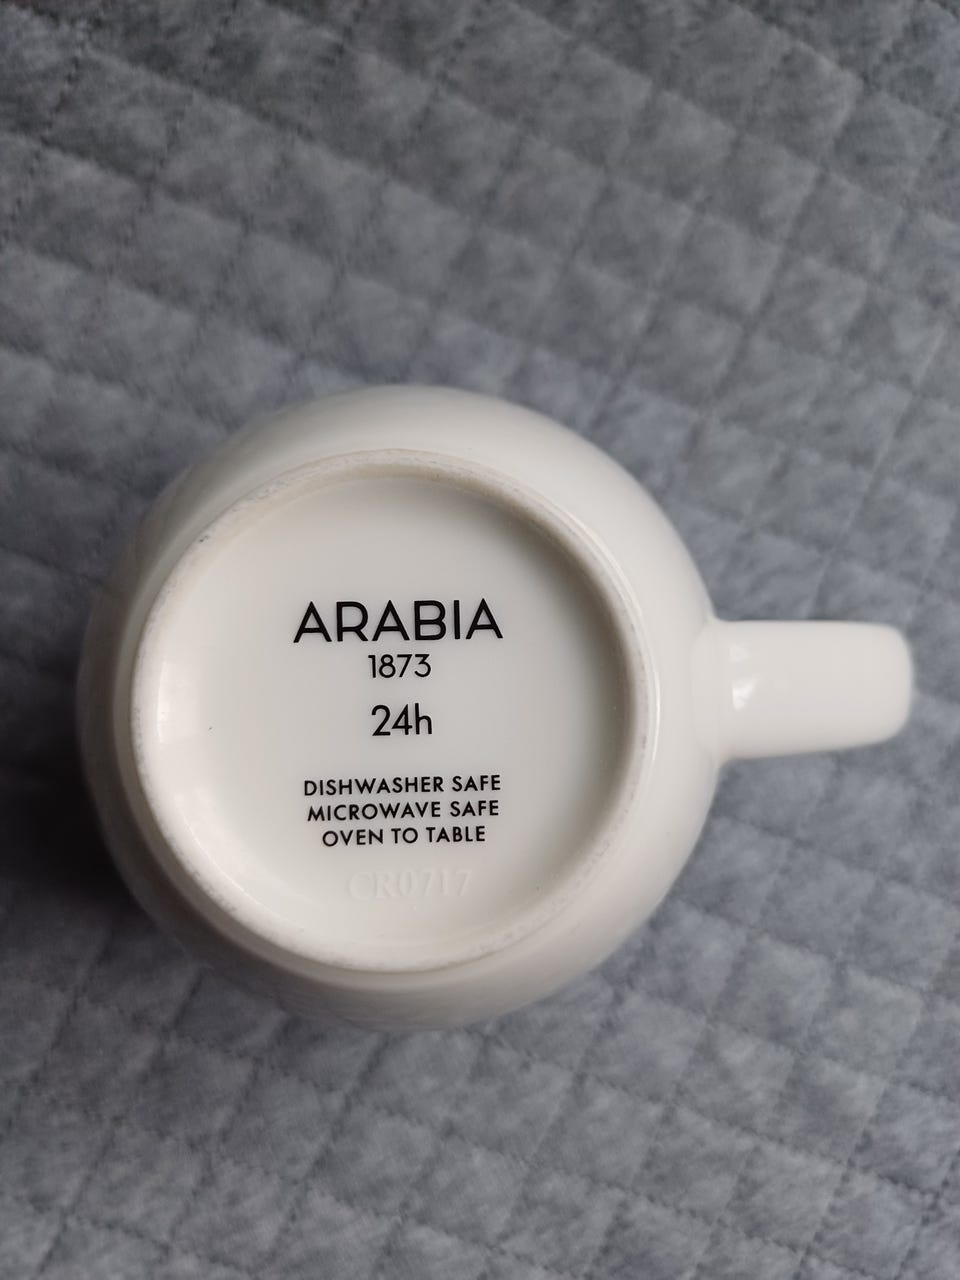 ARABIA
1873
24h
DISHWASHER SAFE
MICROWAVE SAFE
OVEN TO TABLE
CR0717